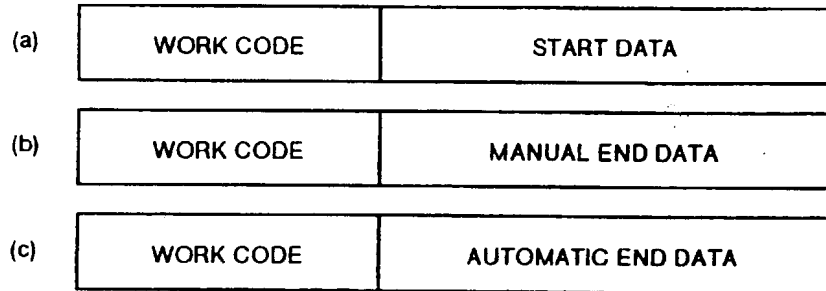 (a) WORK CODE START DATA
(b) WORK CODE MANUAL END DATA
(c) WORK CODE AUTOMATIC END DATA